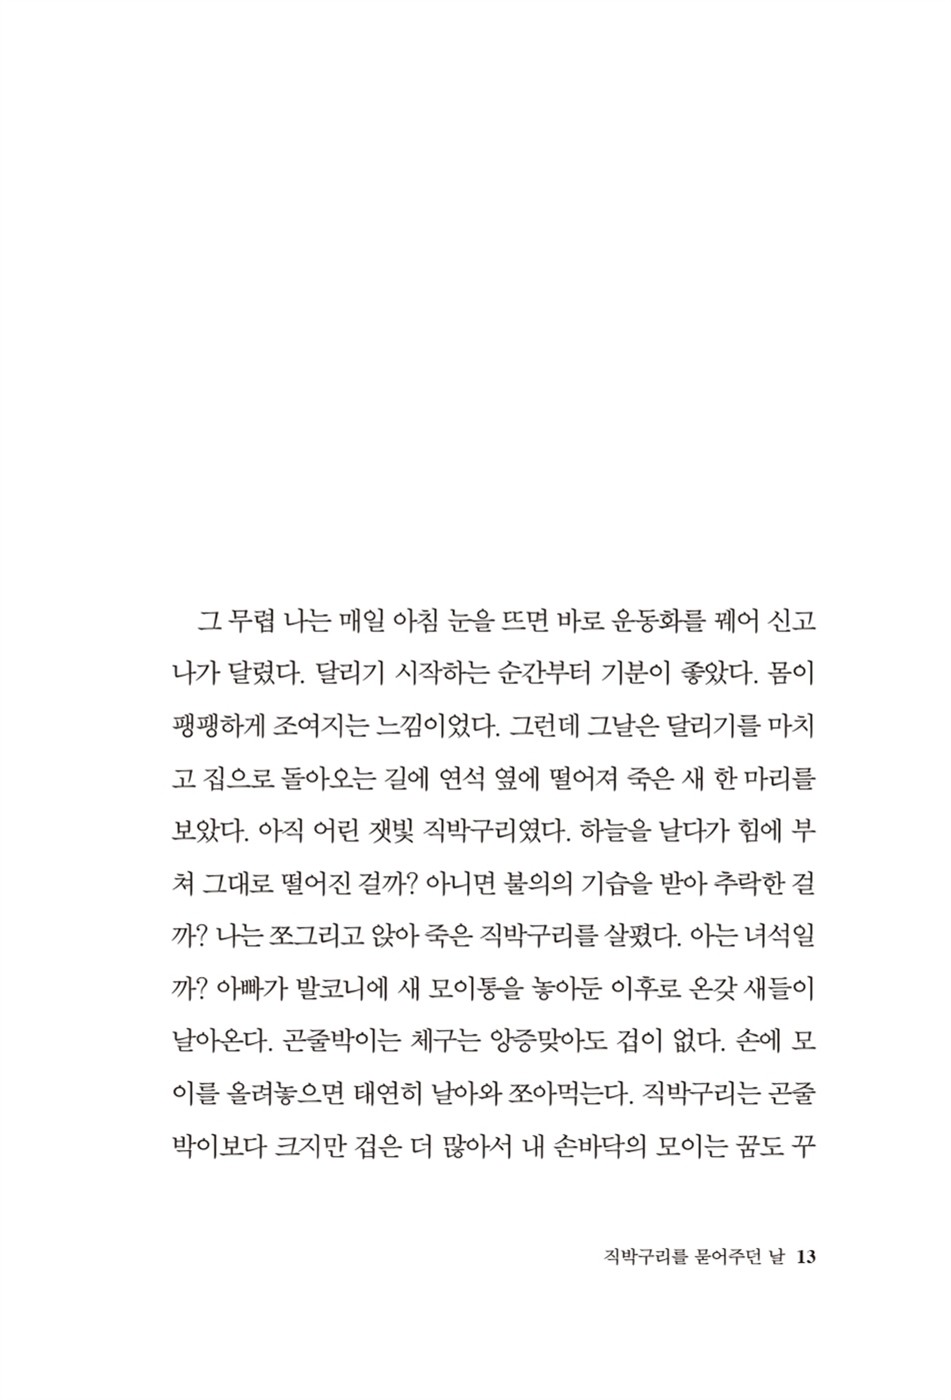 그 무렵 나는 매일 아침 눈을 뜨면 바로 운동화를 꿰어 신고
나가 달렸다. 달리기 시작하는 순간부터 기분이 좋았다. 몸이
팽팽하게 조여지는 느낌이었다. 그런데 그날은 달리기를 마치
고 집으로 돌아오는 길에 연석 옆에 떨어져 죽은 새 한 마리를
보았다. 아직 어린 잿빛 직박구리였다. 하늘을 날다가 힘에 부
쳐 그대로 떨어진 걸까? 아니면 불의의 기습을 받아 추락한 걸
까? 나는 쪼그리고 앉아 죽은 직박구리를 살폈다. 아는 녀석일
까? 아빠가 발코니에 새 모이통을 놓아둔 이후로 온갖 새들이
날아온다. 곤줄박이는 체구는 앙증맞아도 겁이 없다. 손에 모
이를 올려놓으면 태연히 날아와 쪼아먹는다. 직박구리는 곤줄
박이보다 크지만 겁은 더 많아서 내 손바닥의 모이는 꿈도 꾸
직박구리를 묻어주던 날 13